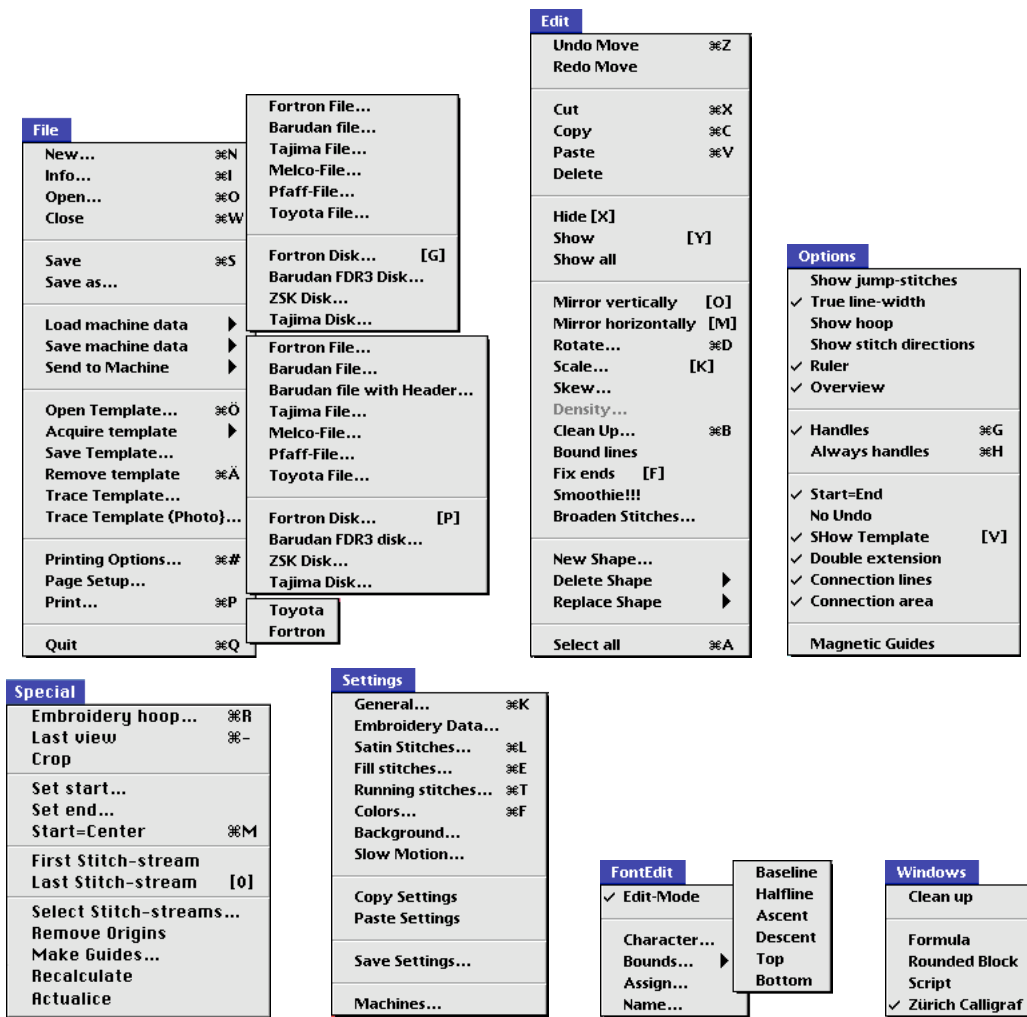 File
New... ⌘N
Info... ⌘I
Open... ⌘O
Close ⌘W
Save ⌘S
Save as...
Load machine data ▶
Save machine data ▶
Send to Machine ▶
Open Template... ⌘Ö
Acquire template ▶
Save Template...
Remove template ⌘Ä
Trace Template...
Trace Template (Photo)...
Printing Options... ⌘#
Page Setup...
Print... ⌘P
Quit ⌘Q
Fortron File...
Barudan file...
Tajima File...
Melco-File...
Pfaff-File...
Toyota File...
Fortron Disk... [G]
Barudan FDR3 Disk...
ZSK Disk...
Tajima Disk...
Fortron File...
Barudan File...
Barudan file with Header...
Tajima File...
Melco-File...
Pfaff-File...
Toyota File...
Fortron Disk... [P]
Barudan FDR3 disk...
ZSK Disk...
Tajima Disk...
Toyota
Fortron
Edit
Undo Move ⌘Z
Redo Move
Cut ⌘X
Copy ⌘C
Paste ⌘V
Delete
Hide [X]
Show [Y]
Show all
Mirror vertically [O]
Mirror horizontally [M]
Rotate... ⌘D
Scale... [K]
Skew...
Density...
Clean Up... ⌘B
Bound lines
Fix ends [F]
Smoothie!!!
Broaden Stitches...
New Shape...
Delete Shape ▶
Replace Shape ▶
Select all ⌘A
Options
Show jump-stitches
✓ True line-width
Show hoop
Show stitch directions
✓ Ruler
✓ Overview
✓ Handles ⌘G
Always handles ⌘H
✓ Start=End
No Undo
✓ SHow Template [V]
✓ Double extension
✓ Connection lines
✓ Connection area
Magnetic Guides
Special
Embroidery hoop... ⌘R
Last view ⌘-
Crop
Set start...
Set end...
Start=Center ⌘M
First Stitch-stream
Last Stitch-stream [0]
Select Stitch-streams...
Remove Origins
Make Guides...
Recalculate
Actualice
Settings
General... ⌘K
Embroidery Data...
Satin Stitches... ⌘L
Fill stitches... ⌘E
Running stitches... ⌘T
Colors... ⌘F
Background...
Slow Motion...
Copy Settings
Paste Settings
Save Settings...
Machines...
FontEdit
✓ Edit-Mode
Character...
Bounds... ▶
Assign...
Name...
Baseline
Halfline
Ascent
Descent
Top
Bottom
Windows
Clean up
Formula
Rounded Block
Script
✓ Zürich Calligraf